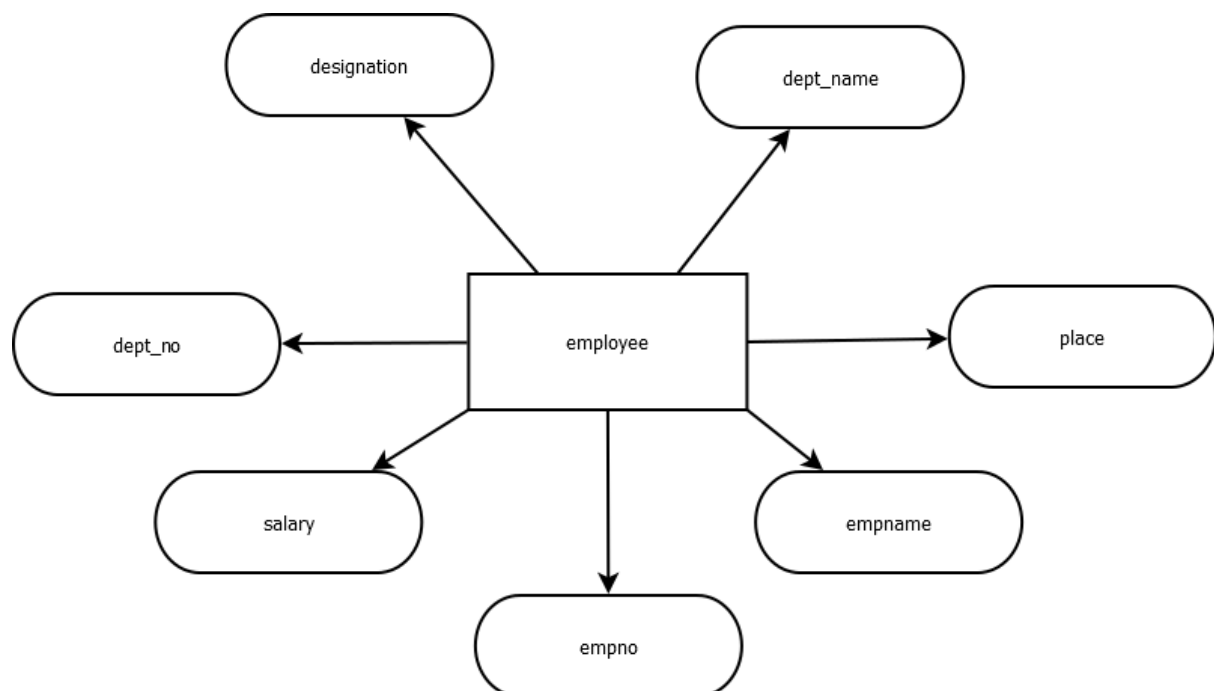 designation
dept_name
dept_no
employee
place
salary
empname
empno